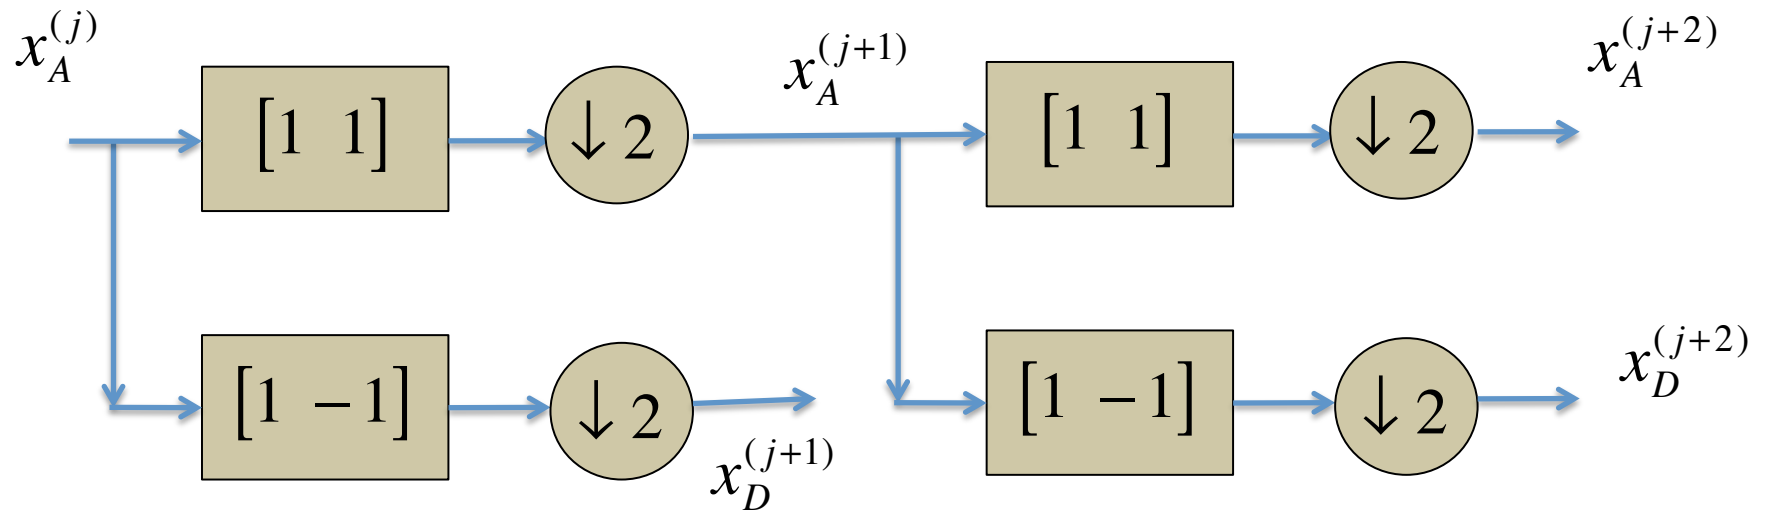 x_A^{(j)}
[1 1]
↓2
x_A^{(j+1)}
[1 1]
↓2
x_A^{(j+2)}
[1 −1]
↓2
x_D^{(j+1)}
[1 −1]
↓2
x_D^{(j+2)}